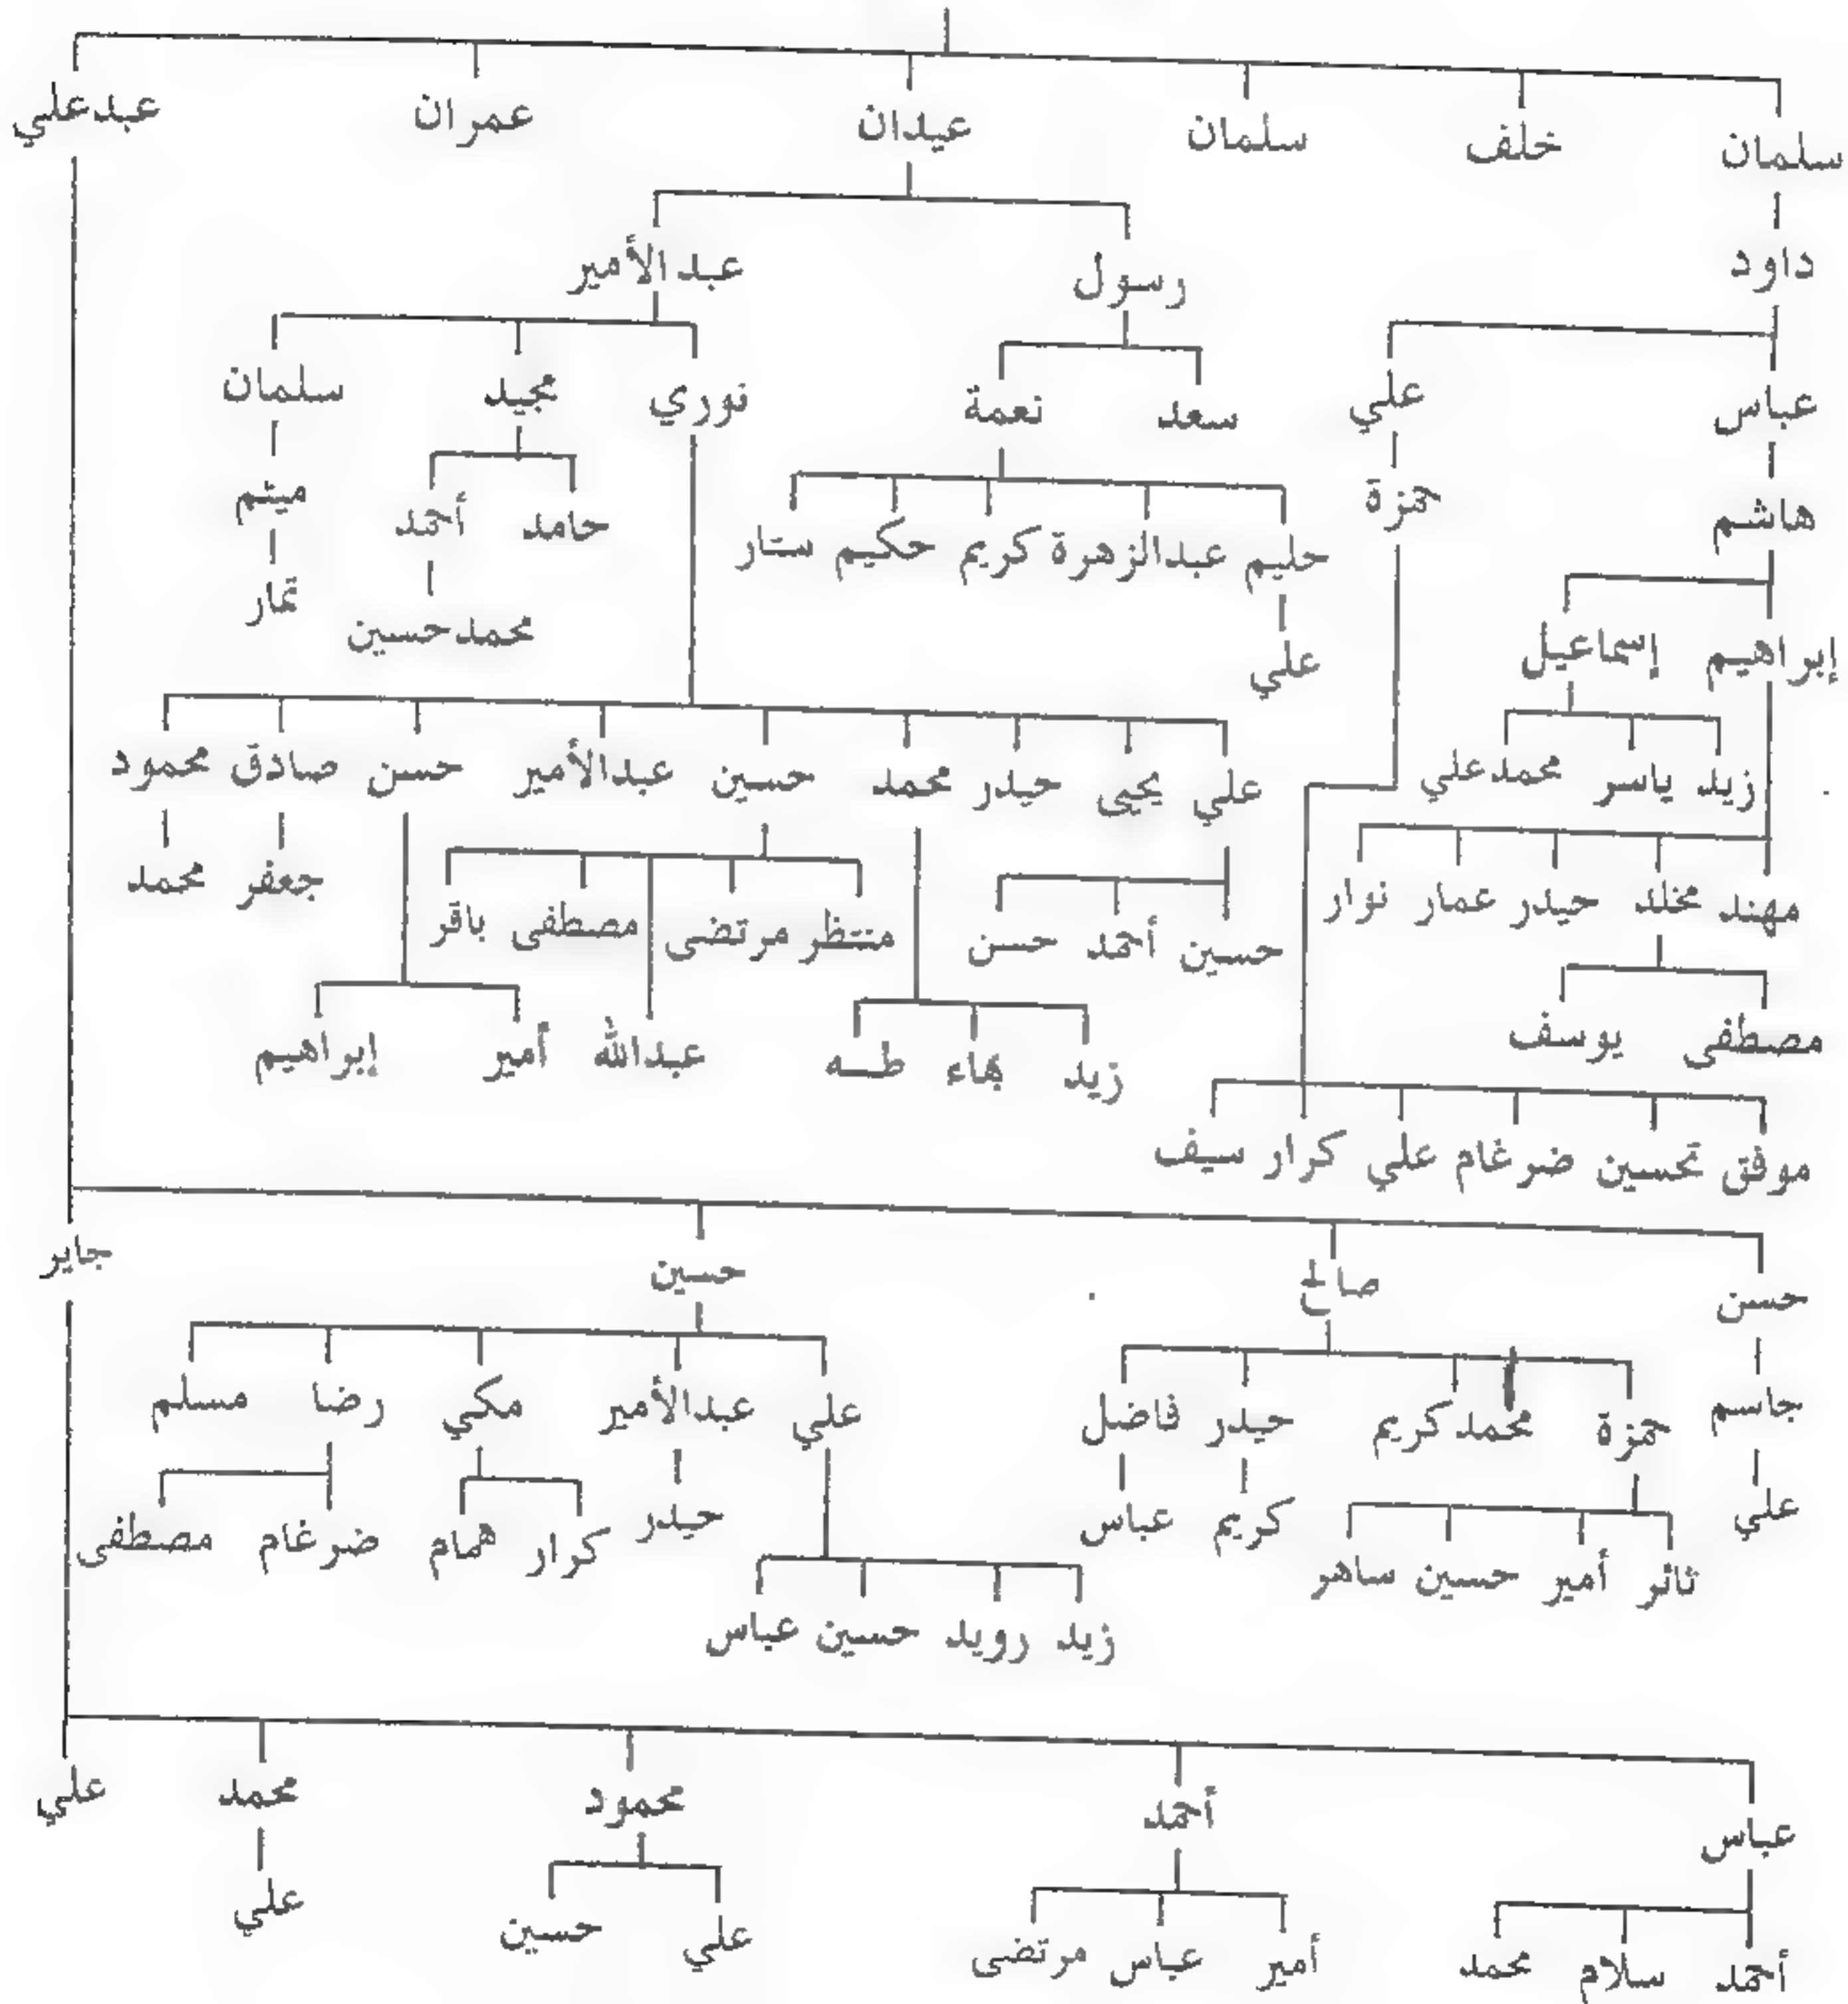 سلمان خلف سلمان عيدان عمران عبدعلي
داود
رسول عبدالأمير
عباس علي سعد نعمة نوري مجيد سلمان
هاشم حمزة حليم عبدالزهرة كريم حكيم ستار حامد أحمد ميثم
إبراهيم إسماعيل علي محمدحسين تمار
زيد ياسر محمدعلي علي يحيى حيدر محمد حسين عبدالأمير حسن صادق محمود
مهند مخلد حيدر عمار نوار حسين أحمد حسن منتظر مرتضى مصطفى باقر جعفر محمد
مصطفى يوسف زيد بهاء طه عبدالله أمير إبراهيم
موفق تحسين ضرغام علي كرار سيف
حسن صالح حسين جابر
جاسم حمزة محمد كريم حيدر فاضل علي عبدالأمير مكي رضا مسلم
علي ثائر أمير حسين ساهر كريم عباس حيدر كرار همام ضرغام مصطفى
زيد رويد حسين عباس
عباس أحمد محمود محمد علي
أحمد سلام محمد أمير عباس مرتضى علي حسين علي